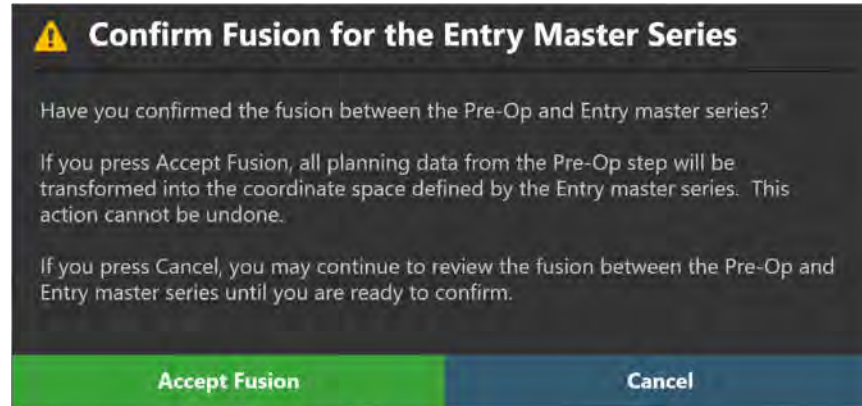 Confirm Fusion for the Entry Master Series
Have you confirmed the fusion between the Pre-Op and Entry master series?
If you press Accept Fusion, all planning data from the Pre-Op step will be
transformed into the coordinate space defined by the Entry master series.  This
action cannot be undone.
If you press Cancel, you may continue to review the fusion between the Pre-Op and
Entry master series until you are ready to confirm.
Accept Fusion
Cancel